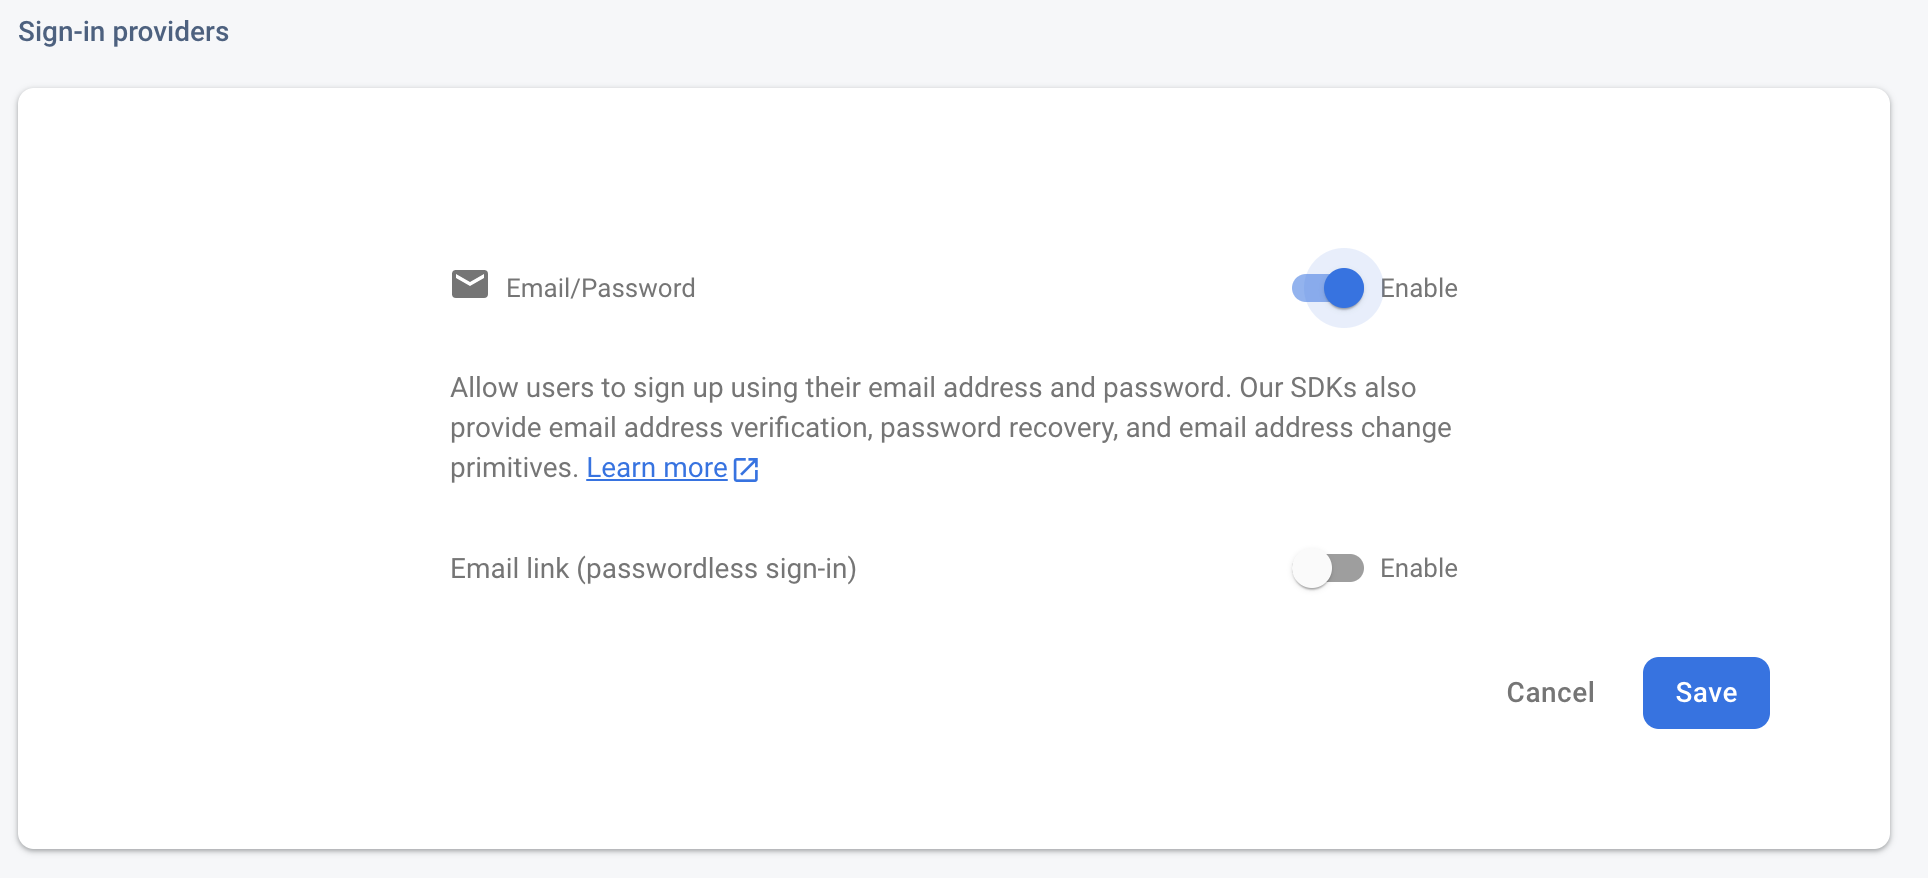 Sign-in providers
Email/Password
Enable
Allow users to sign up using their email address and password. Our SDKs also
provide email address verification, password recovery, and email address change
primitives. Learn more
Email link (passwordless sign-in)
Enable
Cancel
Save